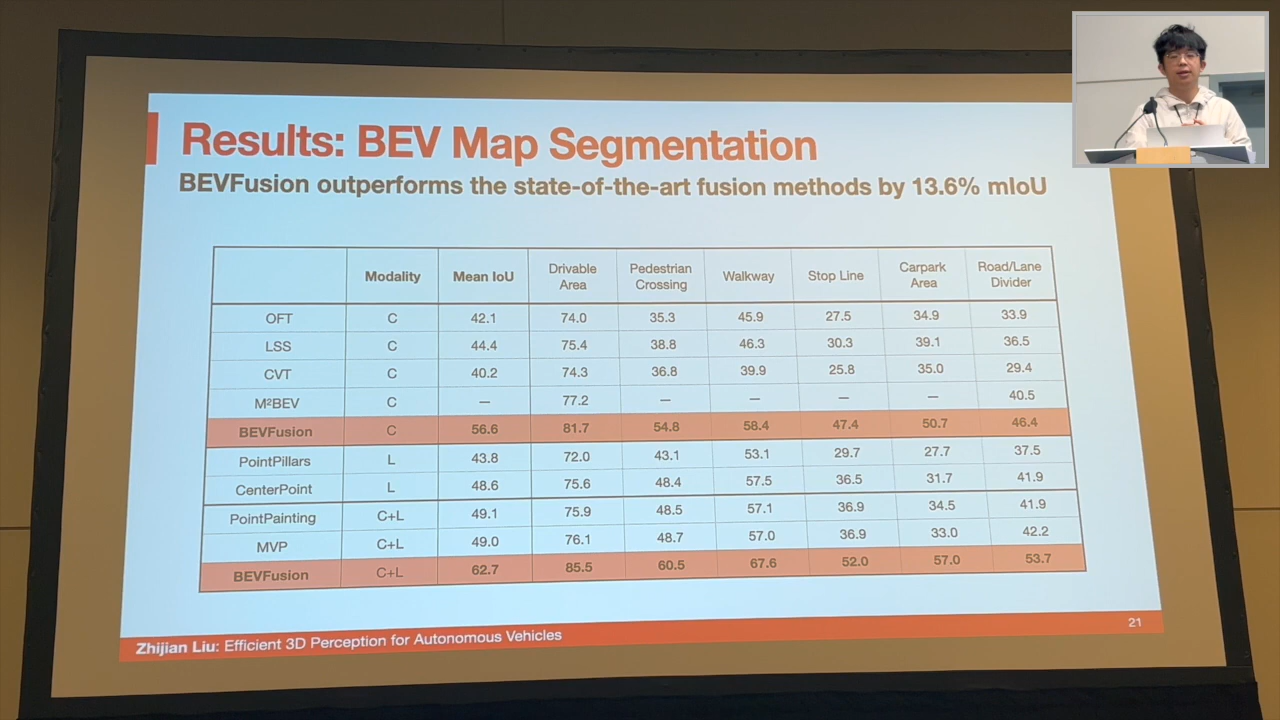 Results: BEV Map Segmentation
BEVFusion outperforms the state-of-the-art fusion methods by 13.6% mIoU
Modality Mean IoU Drivable Area Pedestrian Crossing Walkway Stop Line Carpark Area Road/Lane Divider
OFT C 42.1 74.0 35.3 45.9 27.5 34.9 33.9
LSS C 44.4 75.4 38.8 46.3 30.3 39.1 36.5
CVT C 40.2 74.3 36.8 39.9 25.8 35.0 29.4
M²BEV C — 77.2 — — — — 40.5
BEVFusion C 56.6 81.7 54.8 58.4 47.4 50.7 46.4
PointPillars L 43.8 72.0 43.1 53.1 29.7 27.7 37.5
CenterPoint L 48.6 75.6 48.4 57.5 36.5 31.7 41.9
PointPainting C+L 49.1 75.9 48.5 57.1 36.9 34.5 41.9
MVP C+L 49.0 76.1 48.7 57.0 36.9 33.0 42.2
BEVFusion C+L 62.7 85.5 60.5 67.6 52.0 57.0 53.7
Zhijian Liu: Efficient 3D Perception for Autonomous Vehicles
21